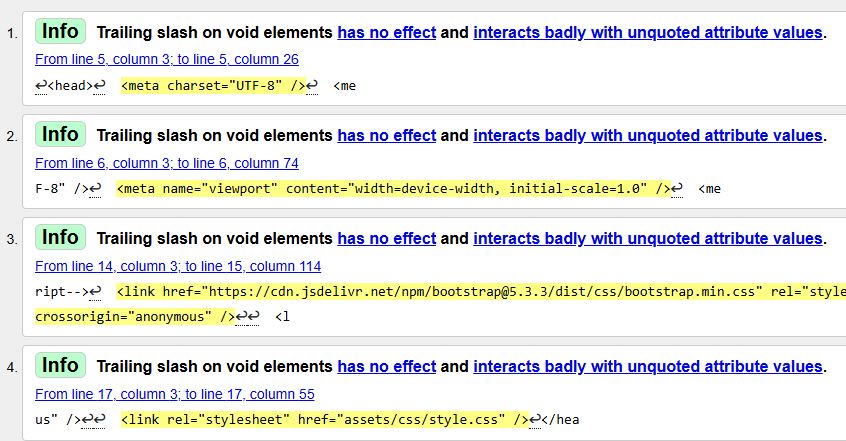 1. Info Trailing slash on void elements has no effect and interacts badly with unquoted attribute values.
From line 5, column 3; to line 5, column 26
↩<head>↩ <meta charset="UTF-8" />↩ <me
2. Info Trailing slash on void elements has no effect and interacts badly with unquoted attribute values.
From line 6, column 3; to line 6, column 74
F-8" />↩ <meta name="viewport" content="width=device-width, initial-scale=1.0" />↩ <me
3. Info Trailing slash on void elements has no effect and interacts badly with unquoted attribute values.
From line 14, column 3; to line 15, column 114
ript-->↩ <link href="https://cdn.jsdelivr.net/npm/bootstrap@5.3.3/dist/css/bootstrap.min.css" rel="style
crossorigin="anonymous" />↩↩ <l
4. Info Trailing slash on void elements has no effect and interacts badly with unquoted attribute values.
From line 17, column 3; to line 17, column 55
us" />↩↩ <link rel="stylesheet" href="assets/css/style.css" />↩</hea